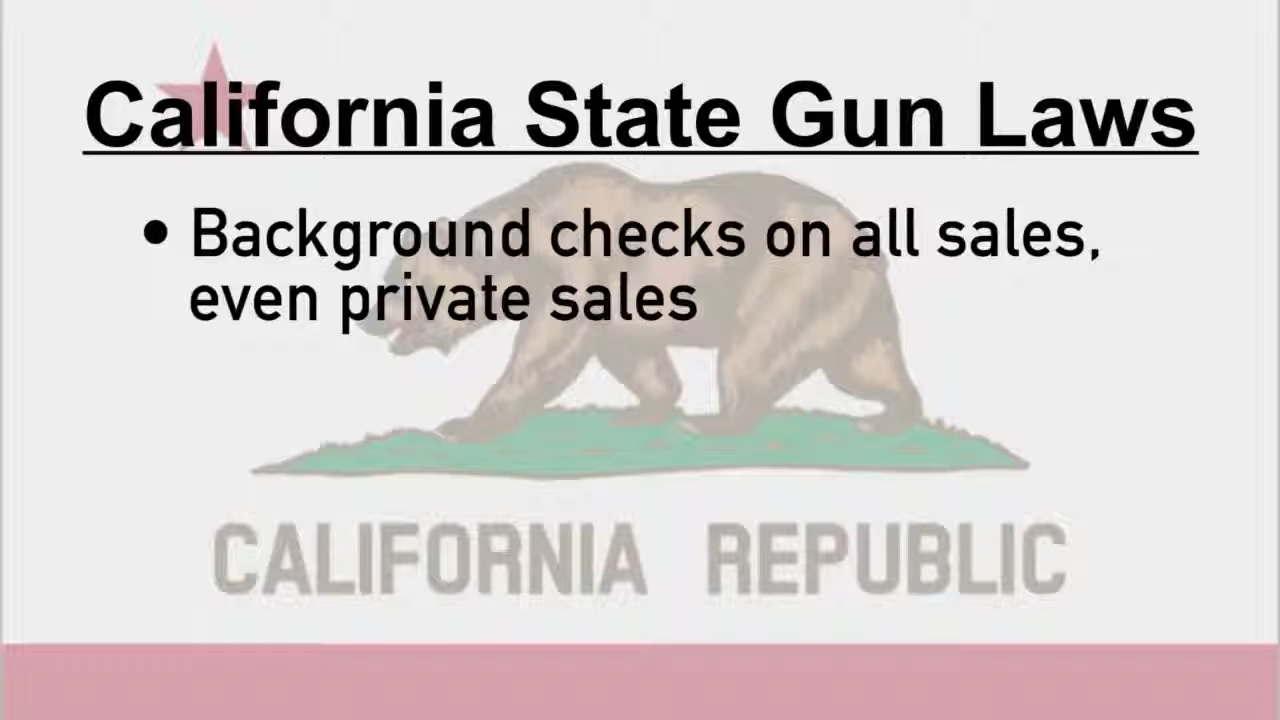 California State Gun Laws
• Background checks on all sales,
even private sales
CALIFORNIA REPUBLIC